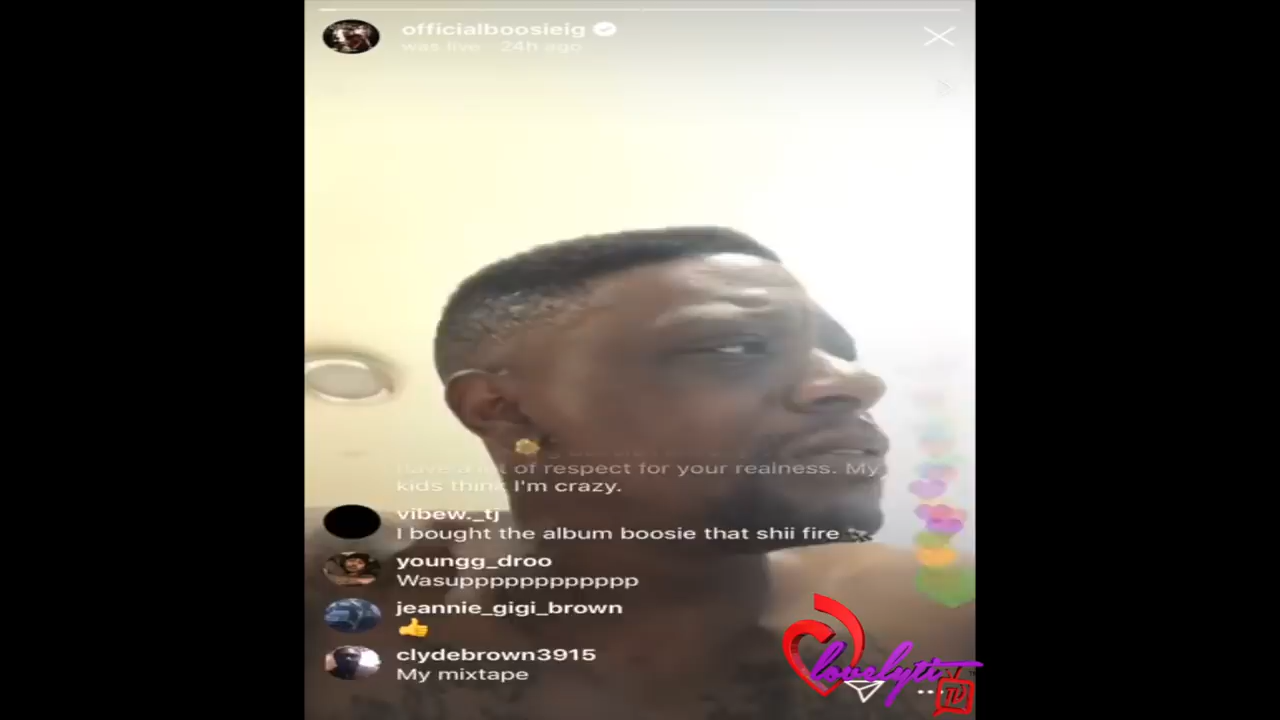 officialboosieig
was live 24h ago
have a lot of respect for your realness. My
kids think I'm crazy.
vibew._tj
I bought the album boosie that shii fire
youngg_droo
Wasupppppppppppp
jeannie_gigi_brown
👍
clydebrown3915
My mixtape
lovelyti
TV